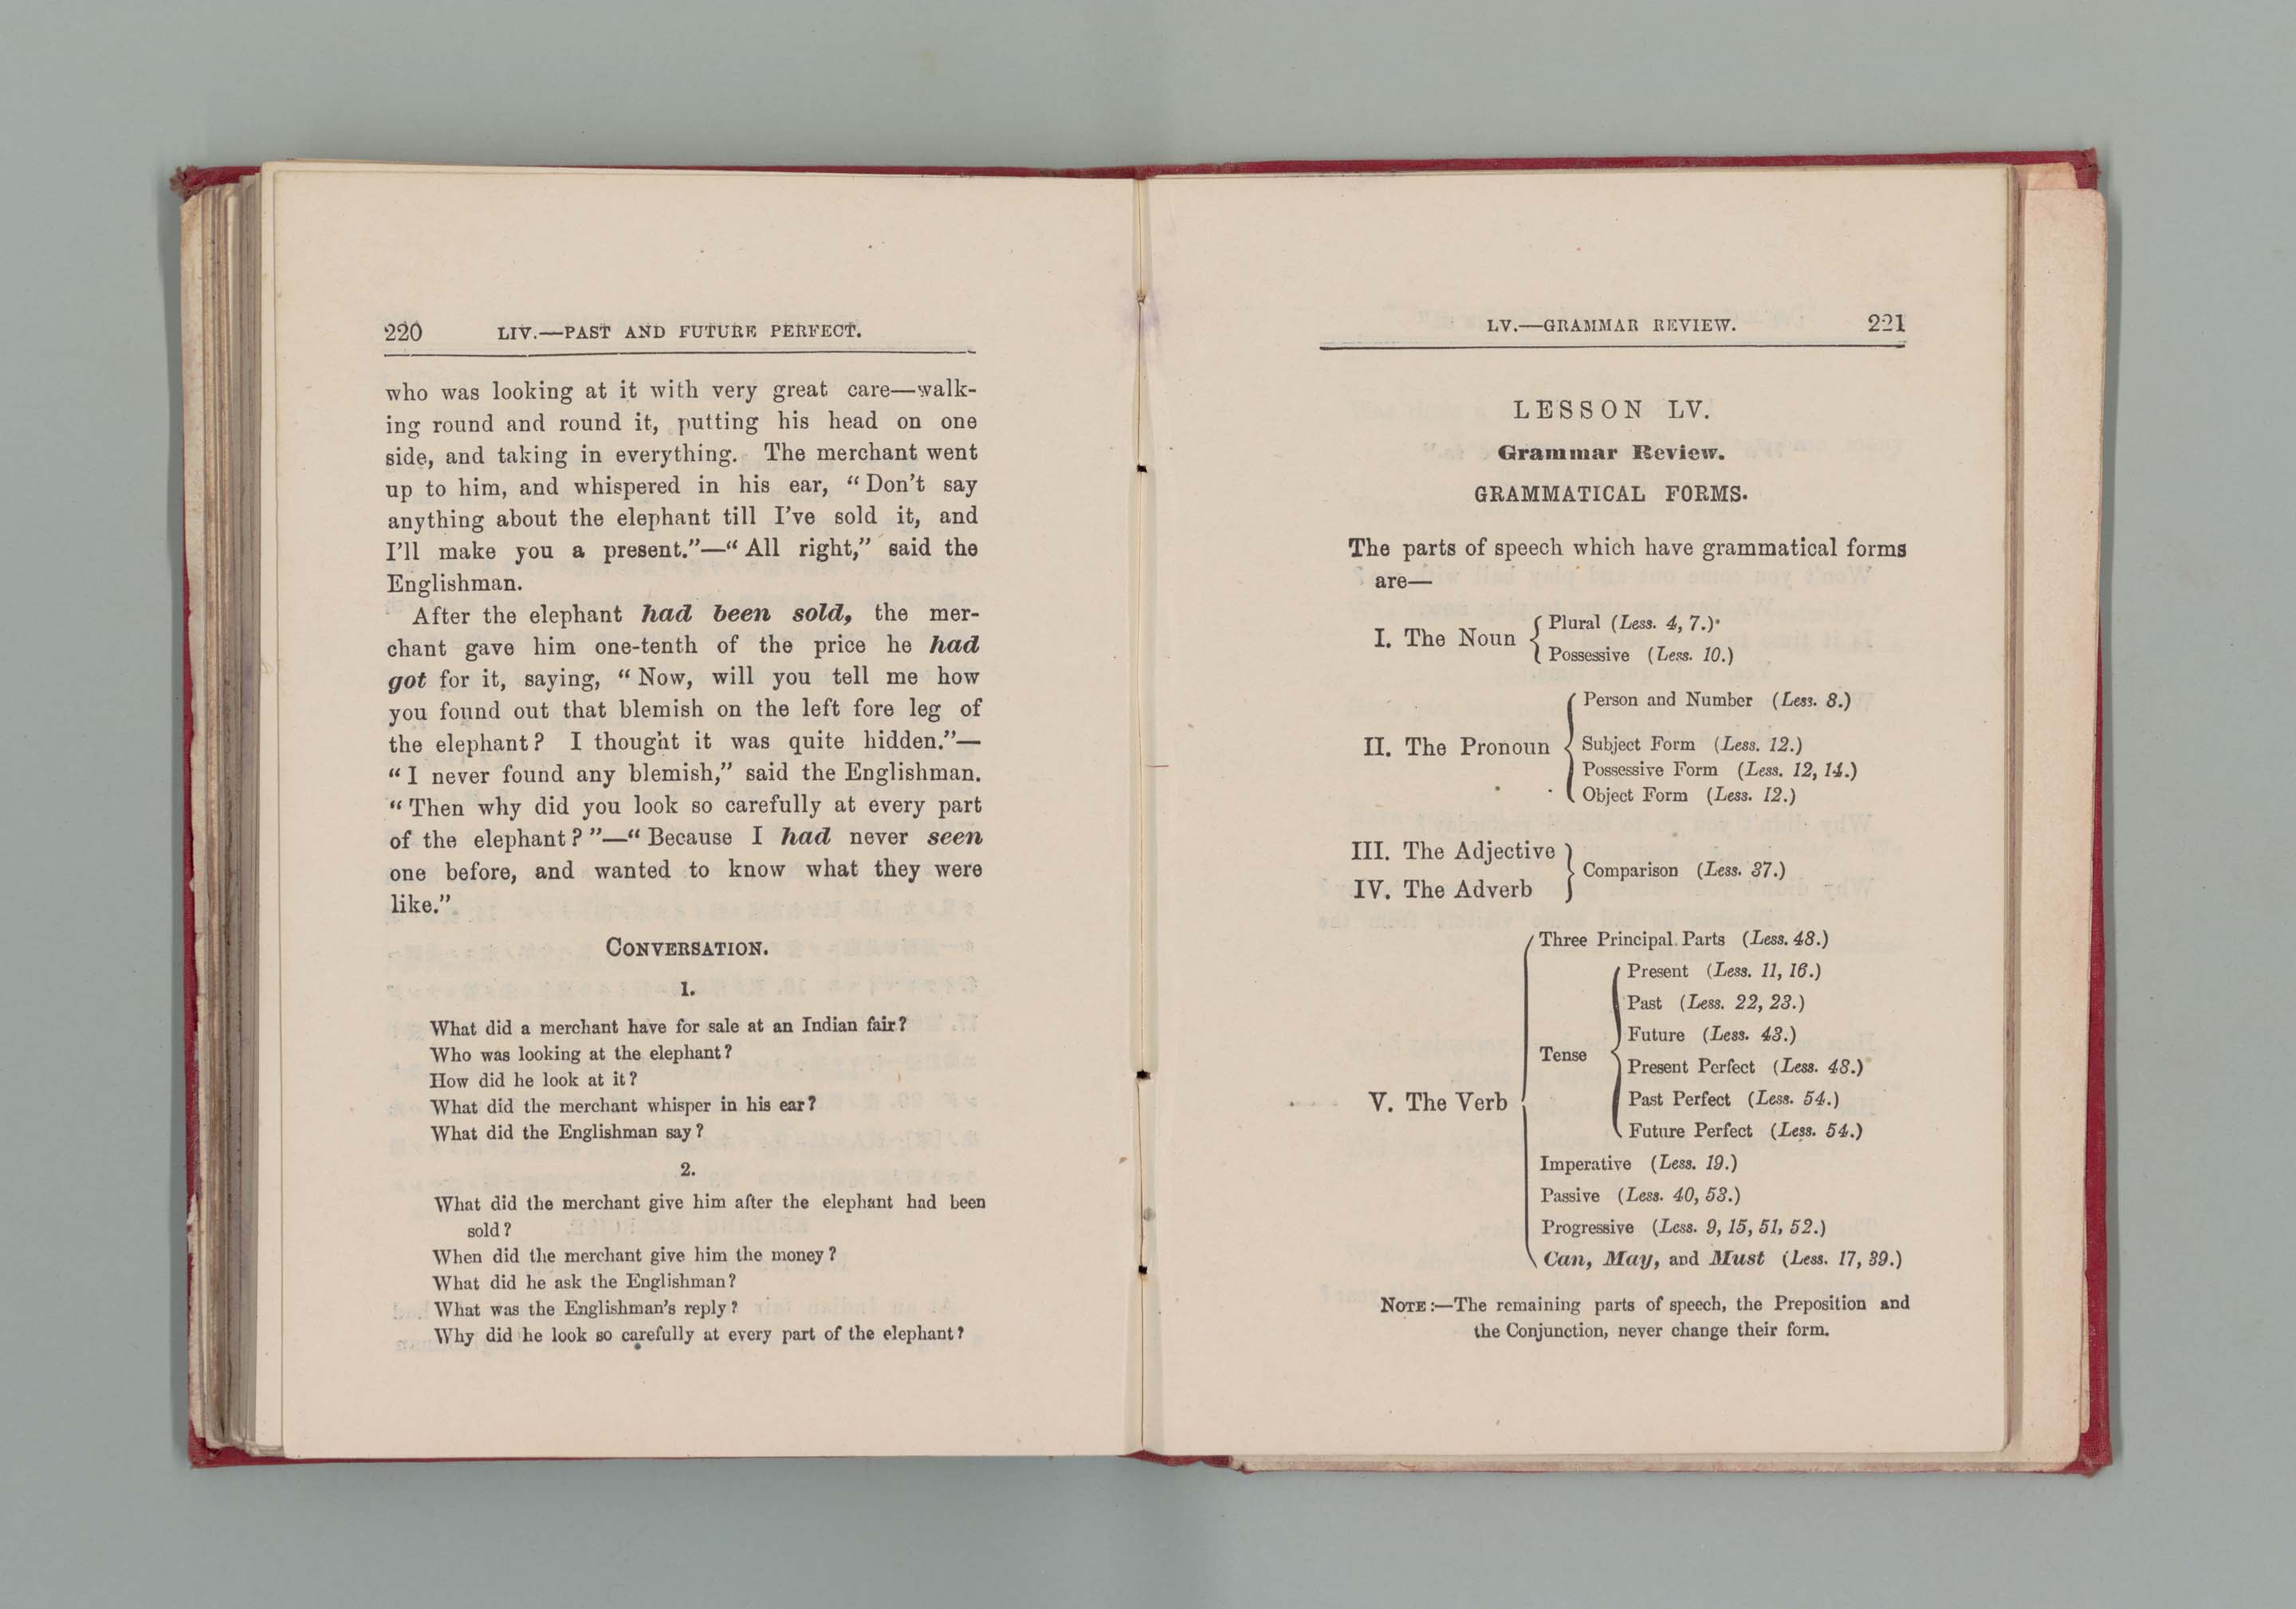 220 LIV.—PAST AND FUTURE PERFECT.
who was looking at it with very great care—walk-
ing round and round it, putting his head on one
side, and taking in everything. The merchant went
up to him, and whispered in his ear, “Don't say
anything about the elephant till I've sold it, and
I'll make you a present.”—“All right,” said the
Englishman.
After the elephant had been sold, the mer-
chant gave him one-tenth of the price he had
got for it, saying, “Now, will you tell me how
you found out that blemish on the left fore leg of
the elephant? I thought it was quite hidden.”—
“I never found any blemish,” said the Englishman.
“Then why did you look so carefully at every part
of the elephant?”—“Because I had never seen
one before, and wanted to know what they were
like.”
CONVERSATION.
1.
What did a merchant have for sale at an Indian fair?
Who was looking at the elephant?
How did he look at it?
What did the merchant whisper in his ear?
What did the Englishman say?
2.
What did the merchant give him after the elephant had been
sold?
When did the merchant give him the money?
What did he ask the Englishman?
What was the Englishman's reply?
Why did he look so carefully at every part of the elephant?
LV.—GRAMMAR REVIEW. 221
LESSON LV.
Grammar Review.
GRAMMATICAL FORMS.
The parts of speech which have grammatical forms
are—
I. The Noun
Plural (Less. 4, 7.)
Possessive (Less. 10.)
II. The Pronoun
Person and Number (Less. 8.)
Subject Form (Less. 12.)
Possessive Form (Less. 12, 14.)
Object Form (Less. 12.)
III. The Adjective
IV. The Adverb
Comparison (Less. 37.)
V. The Verb
Three Principal Parts (Less. 48.)
Tense
Present (Less. 11, 16.)
Past (Less. 22, 23.)
Future (Less. 43.)
Present Perfect (Less. 48.)
Past Perfect (Less. 54.)
Future Perfect (Less. 54.)
Imperative (Less. 19.)
Passive (Less. 40, 53.)
Progressive (Less. 9, 15, 51, 52.)
Can, May, and Must (Less. 17, 39.)
NOTE:—The remaining parts of speech, the Preposition and
the Conjunction, never change their form.